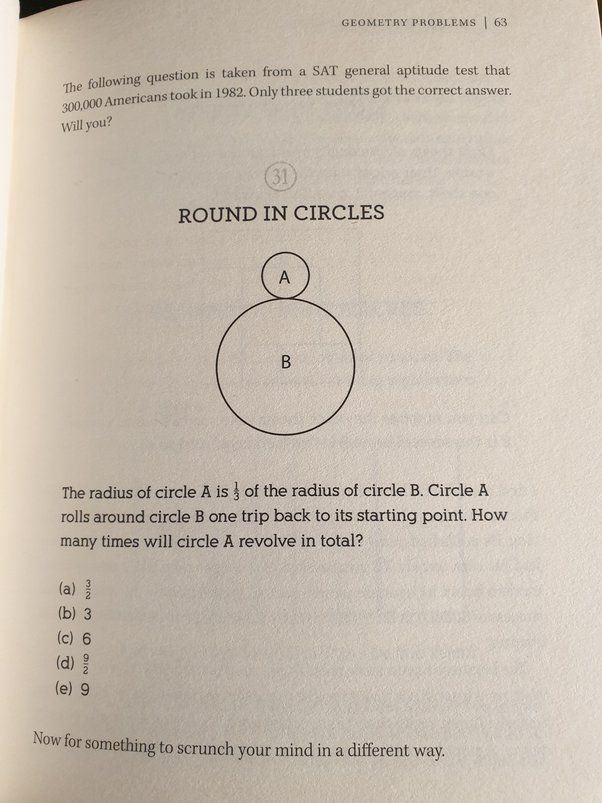 GEOMETRY PROBLEMS | 63
The following question is taken from a SAT general aptitude test that
300,000 Americans took in 1982. Only three students got the correct answer.
Will you?
31
ROUND IN CIRCLES
A
B
The radius of circle A is 1/3 of the radius of circle B. Circle A
rolls around circle B one trip back to its starting point. How
many times will circle A revolve in total?
(a) 3/2
(b) 3
(c) 6
(d) 9/2
(e) 9
Now for something to scrunch your mind in a different way.